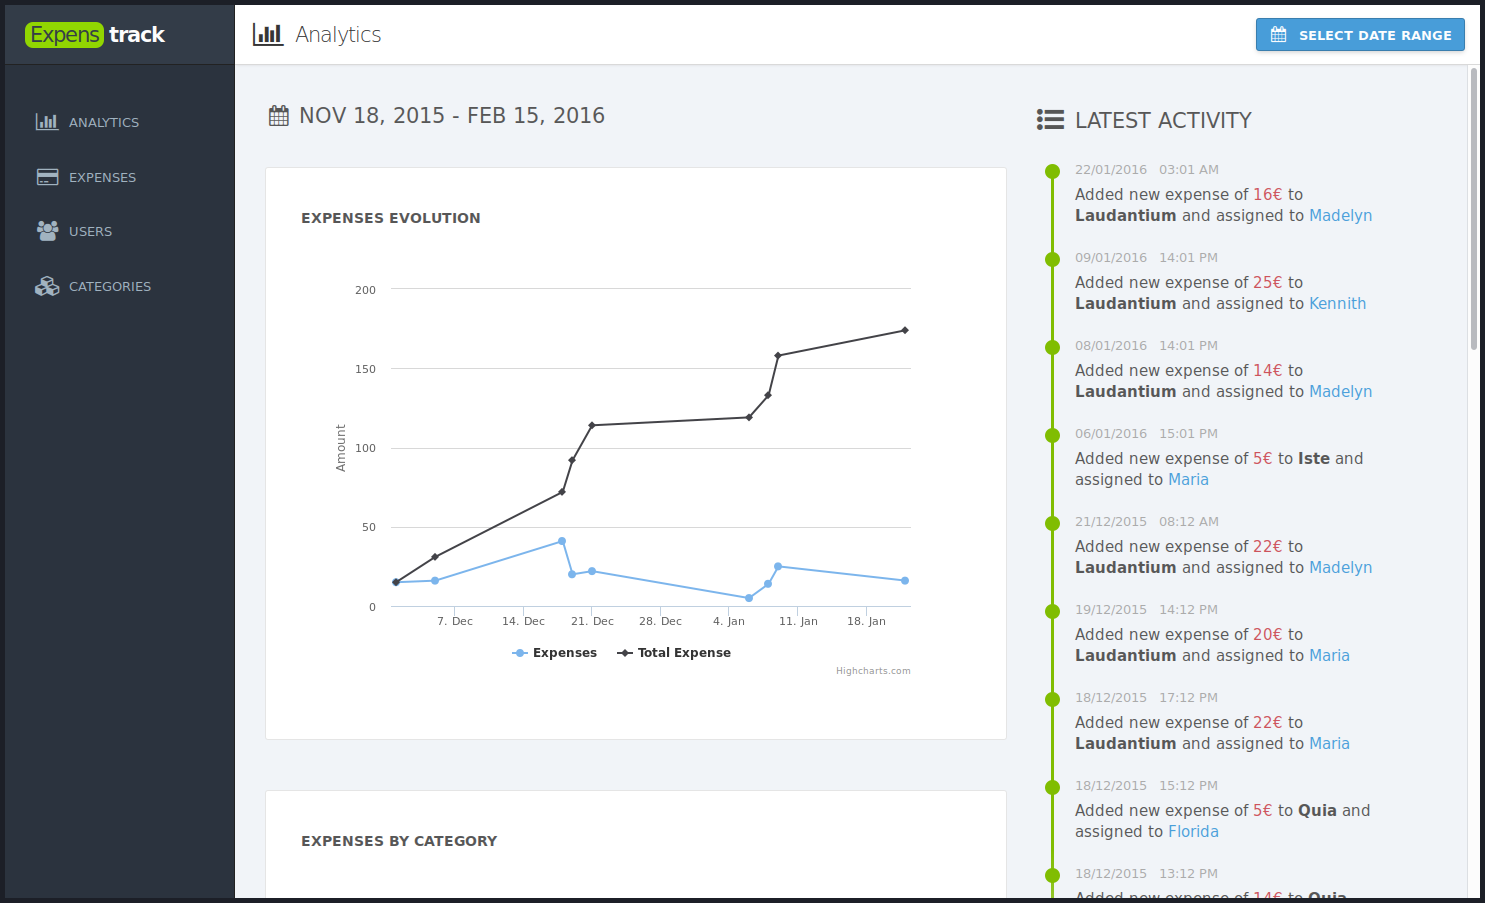 Expens track
Analytics
SELECT DATE RANGE
ANALYTICS
EXPENSES
USERS
CATEGORIES
NOV 18, 2015 - FEB 15, 2016
EXPENSES EVOLUTION
200
150
100
50
0
Amount
7. Dec
14. Dec
21. Dec
28. Dec
4. Jan
11. Jan
18. Jan
Expenses
Total Expense
Highcharts.com
EXPENSES BY CATEGORY
LATEST ACTIVITY
22/01/2016 03:01 AM
Added new expense of 16€ to
Laudantium and assigned to Madelyn
09/01/2016 14:01 PM
Added new expense of 25€ to
Laudantium and assigned to Kennith
08/01/2016 14:01 PM
Added new expense of 14€ to
Laudantium and assigned to Madelyn
06/01/2016 15:01 PM
Added new expense of 5€ to Iste and
assigned to Maria
21/12/2015 08:12 AM
Added new expense of 22€ to
Laudantium and assigned to Madelyn
19/12/2015 14:12 PM
Added new expense of 20€ to
Laudantium and assigned to Maria
18/12/2015 17:12 PM
Added new expense of 22€ to
Laudantium and assigned to Maria
18/12/2015 15:12 PM
Added new expense of 5€ to Quia and
assigned to Florida
18/12/2015 13:12 PM
Added new expense of 14€ to Quia